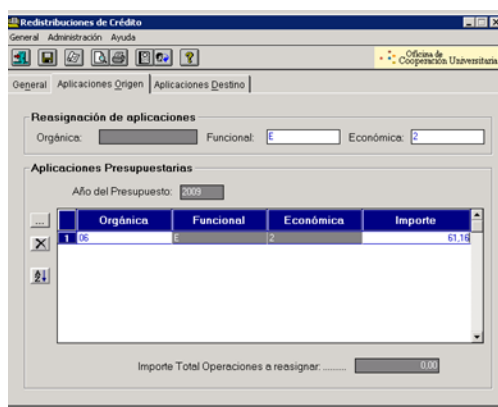 Redistribuciones de Crédito
General Administración Ayuda
Oficina de
Cooperación Universitaria
General Aplicaciones Origen Aplicaciones Destino
Reasignación de aplicaciones
Orgánica: Funcional: E Económica: 2
Aplicaciones Presupuestarias
Año del Presupuesto: 2009
Orgánica Funcional Económica Importe
1 06 E 2 61,16
Importe Total Operaciones a reasignar: .......... 0,00